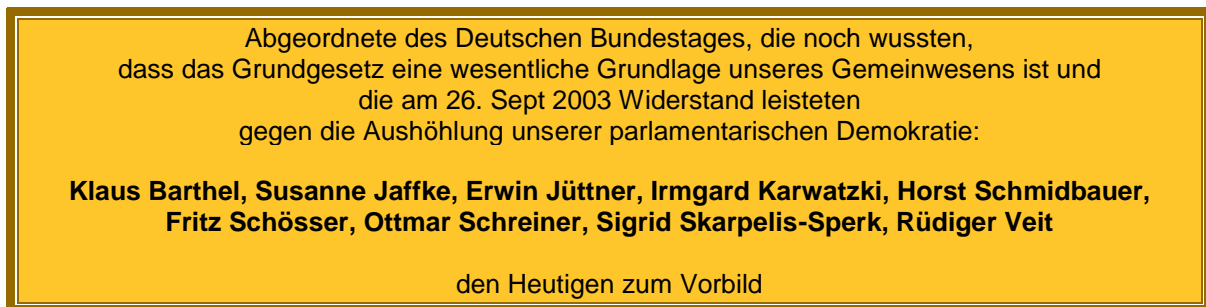 Abgeordnete des Deutschen Bundestages, die noch wussten,
dass das Grundgesetz eine wesentliche Grundlage unseres Gemeinwesens ist und
die am 26. Sept 2003 Widerstand leisteten
gegen die Aushöhlung unserer parlamentarischen Demokratie:
Klaus Barthel, Susanne Jaffke, Erwin Jüttner, Irmgard Karwatzki, Horst Schmidbauer,
Fritz Schösser, Ottmar Schreiner, Sigrid Skarpelis-Sperk, Rüdiger Veit
den Heutigen zum Vorbild